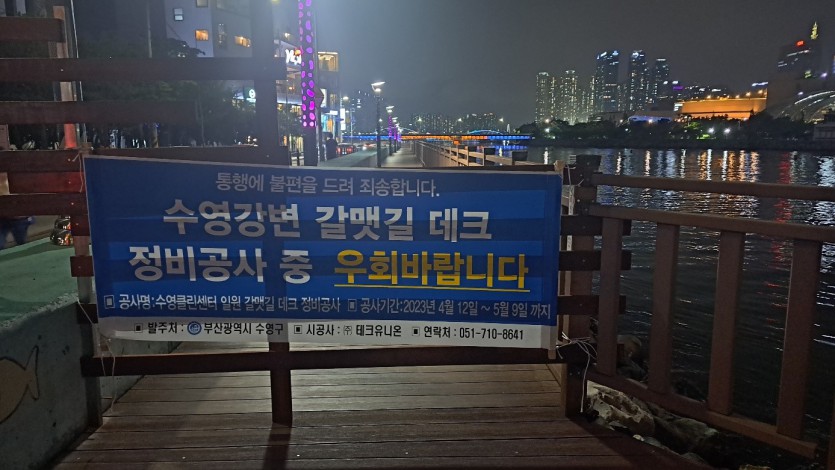 통행에 불편을 드려 죄송합니다.
수영강변 갈맷길 데크
정비공사 중 우회바랍니다
▣ 공사명:수영클린센터 일원 갈맷길 데크 정비공사 ▣ 공사기간:2023년 4월 12일 ~ 5월 9일 까지
▣ 발주처 : 부산광역시 수영구 ▣ 시공사 : ㈜ 테크유니온 ▣ 연락처 : 051-710-8641